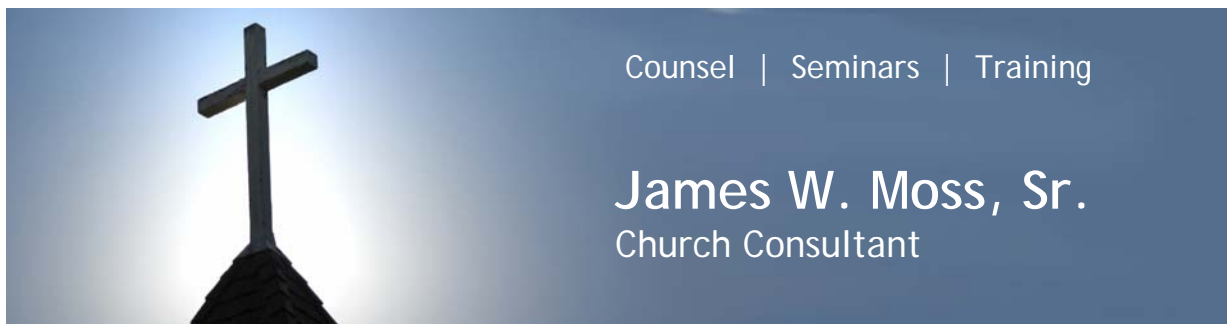 Counsel | Seminars | Training
James W. Moss, Sr.
Church Consultant